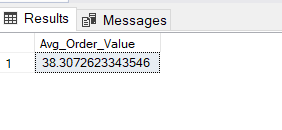 Results Messages
Avg_Order_Value
1 38.3072623343546